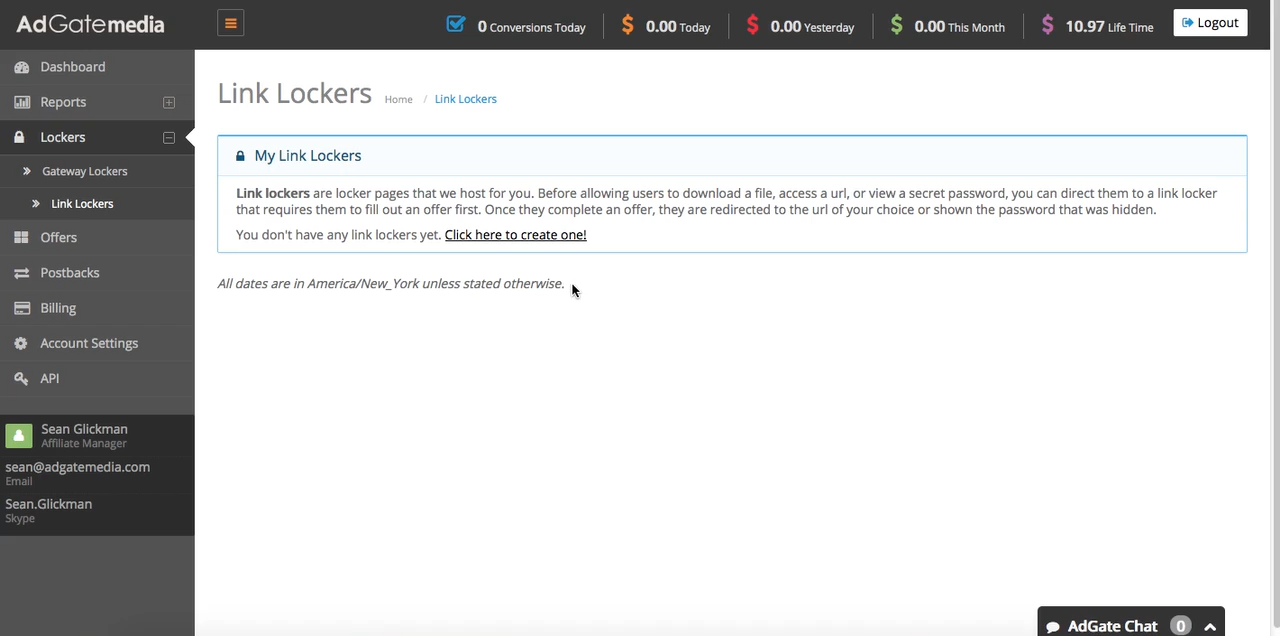 AdGatemedia
0 Conversions Today
$ 0.00 Today
$ 0.00 Yesterday
$ 0.00 This Month
$ 10.97 Life Time
Logout
Dashboard
Reports
Lockers
Gateway Lockers
Link Lockers
Offers
Postbacks
Billing
Account Settings
API
Sean Glickman
Affiliate Manager
sean@adgatemedia.com
Email
Sean.Glickman
Skype
Link Lockers Home / Link Lockers
My Link Lockers
Link lockers are locker pages that we host for you. Before allowing users to download a file, access a url, or view a secret password, you can direct them to a link locker
that requires them to fill out an offer first. Once they complete an offer, they are redirected to the url of your choice or shown the password that was hidden.
You don't have any link lockers yet. Click here to create one!
All dates are in America/New_York unless stated otherwise.
AdGate Chat 0